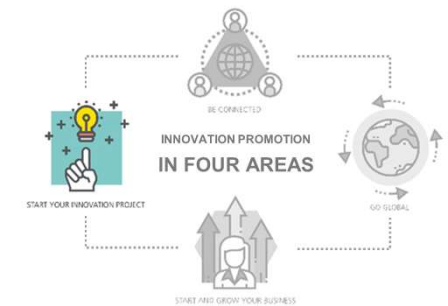 BE CONNECTED
INNOVATION PROMOTION
IN FOUR AREAS
START YOUR INNOVATION PROJECT
GO GLOBAL
START AND GROW YOUR BUSINESS